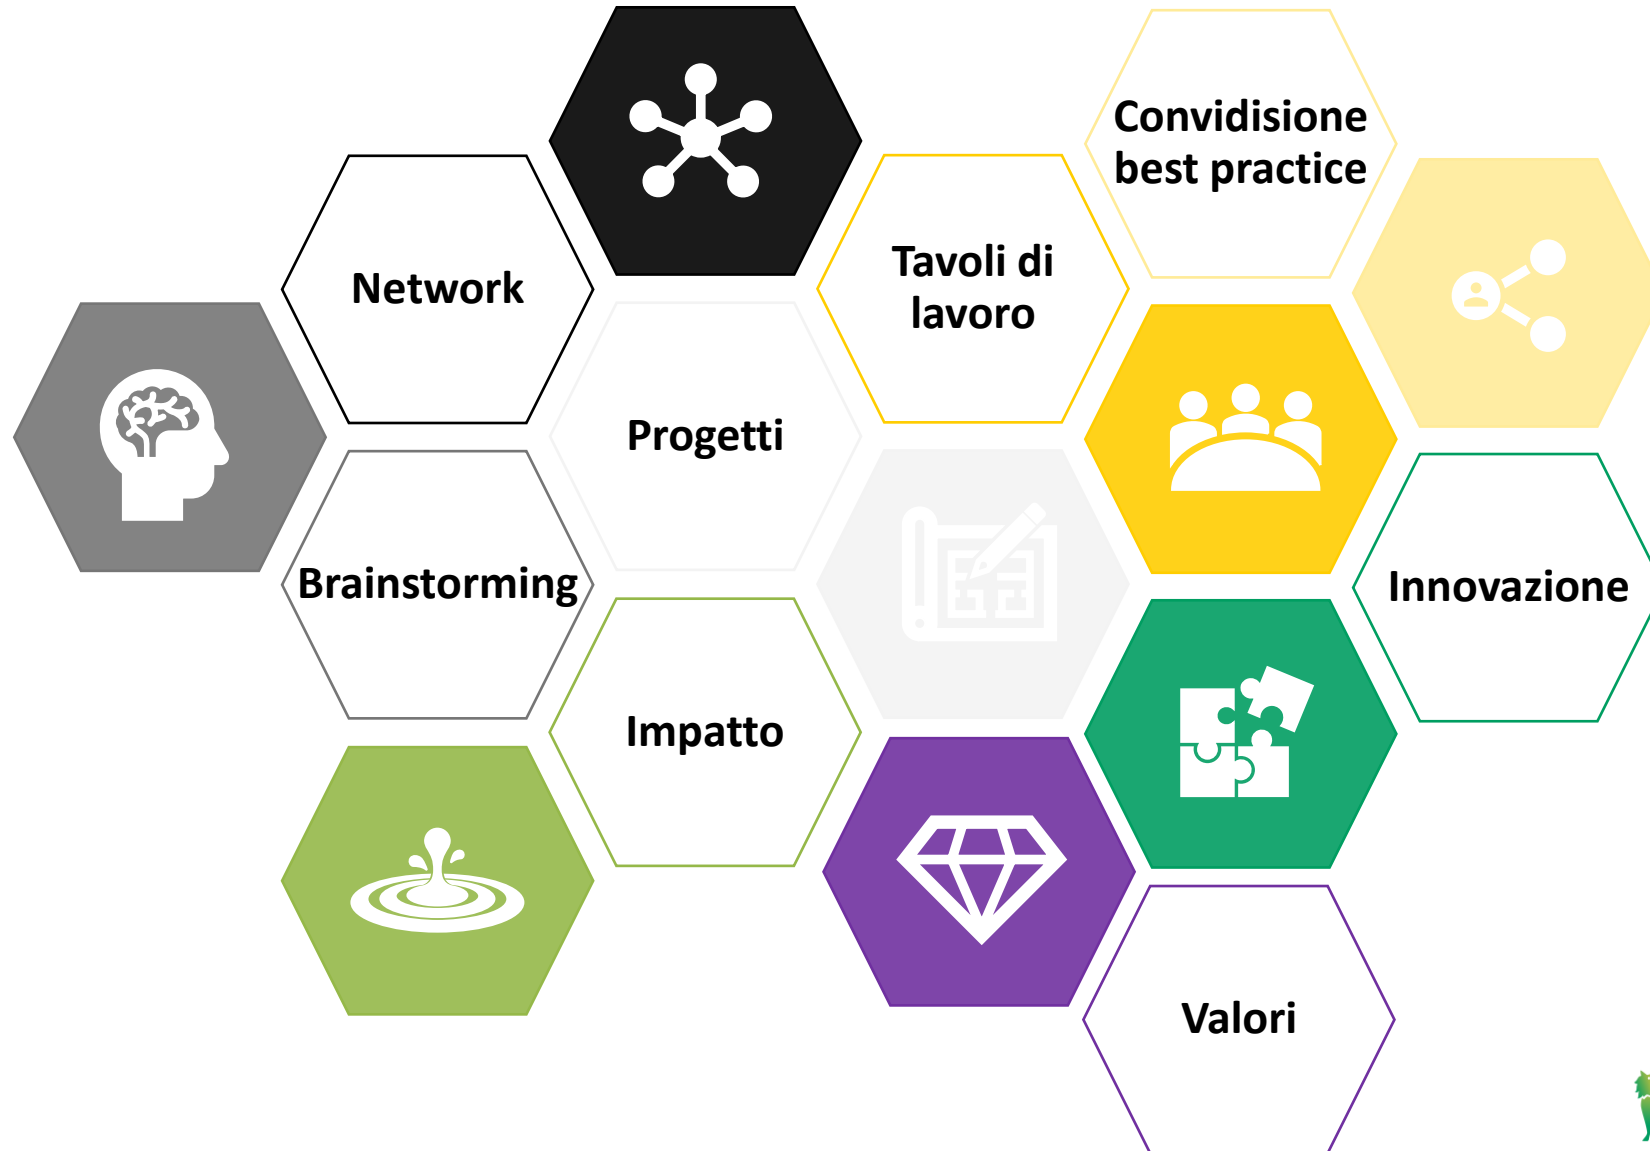 Convidisione
best practice
Tavoli di
lavoro
Network
Progetti
Brainstorming
Innovazione
Impatto
Valori